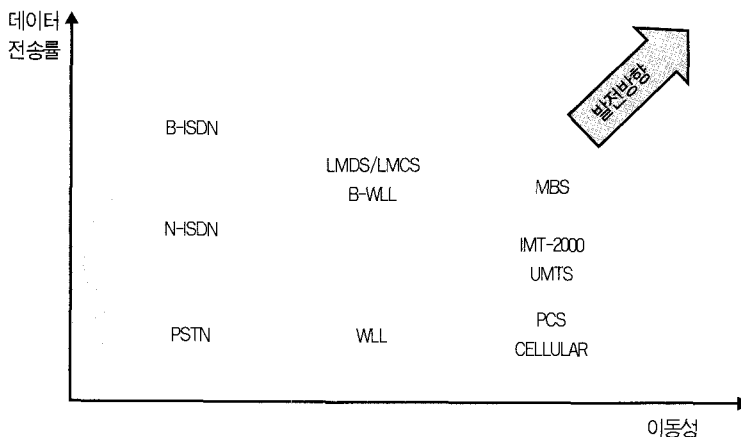 데이터
전송률
발전방향
B-ISDN
LMDS/LMCS
B-WLL
MBS
N-ISDN
IMT-2000
UMTS
PSTN
WLL
PCS
CELLULAR
이동성